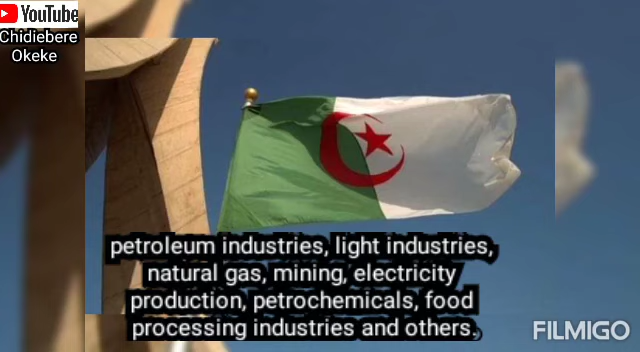 YouTube
Chidiebere
Okeke
petroleum industries, light industries,
natural gas, mining, electricity
production, petrochemicals, food
processing industries and others.
FILMIGO